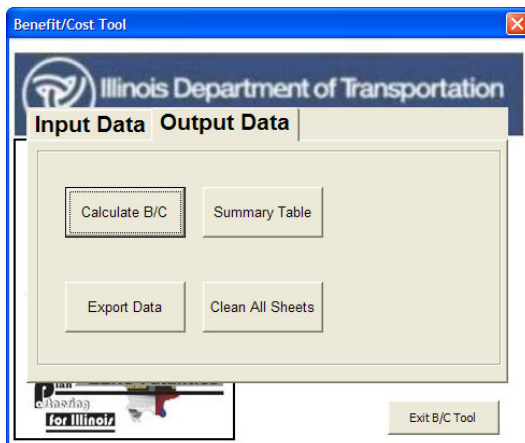 Benefit/Cost Tool
Illinois Department of Transportation
Input Data Output Data
Calculate B/C Summary Table
Export Data Clean All Sheets
for Illinois
Exit B/C Tool